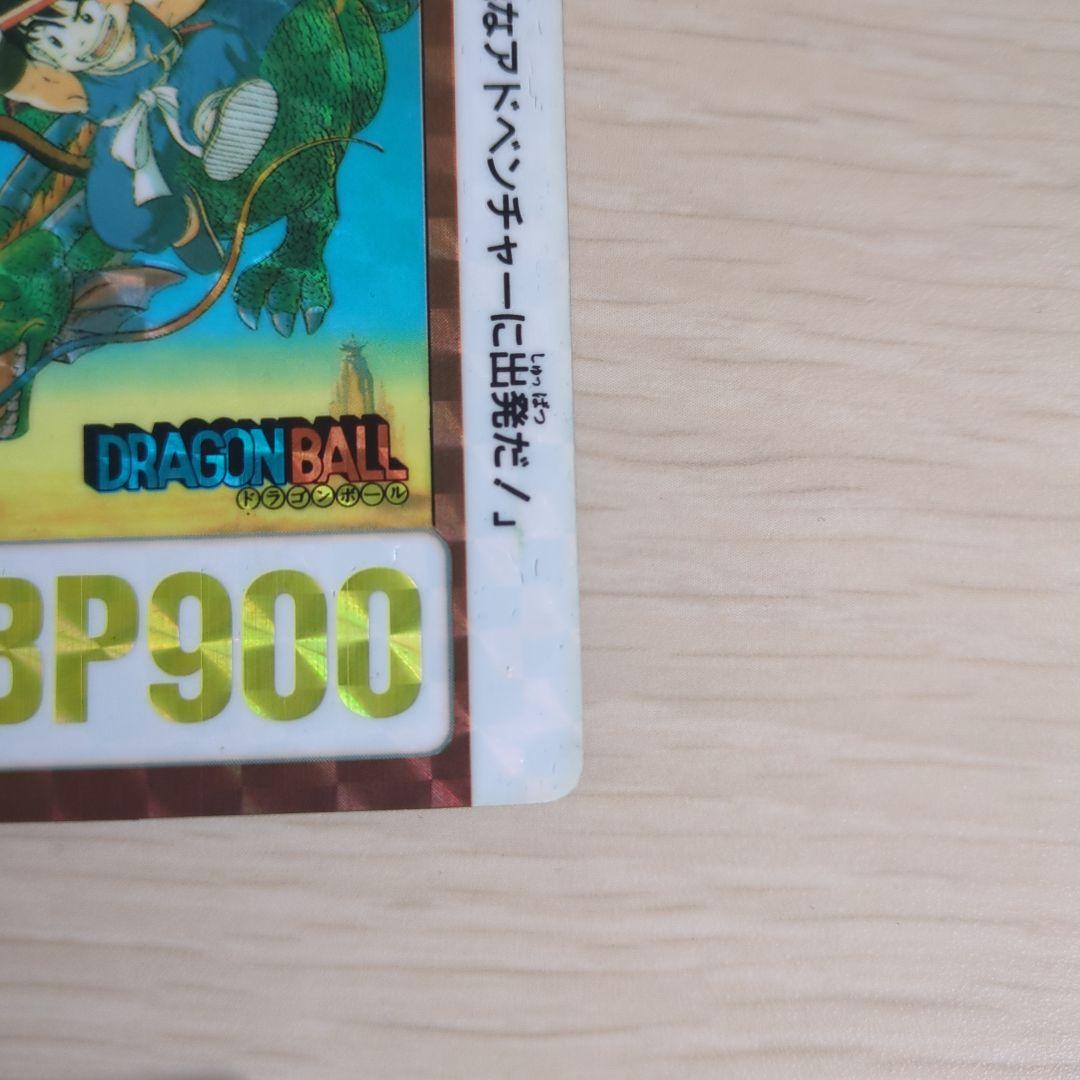 なアドベンチャーに出発だ！」
しゅっぱつ
DRAGON BALL
ドラゴンボール
BP900